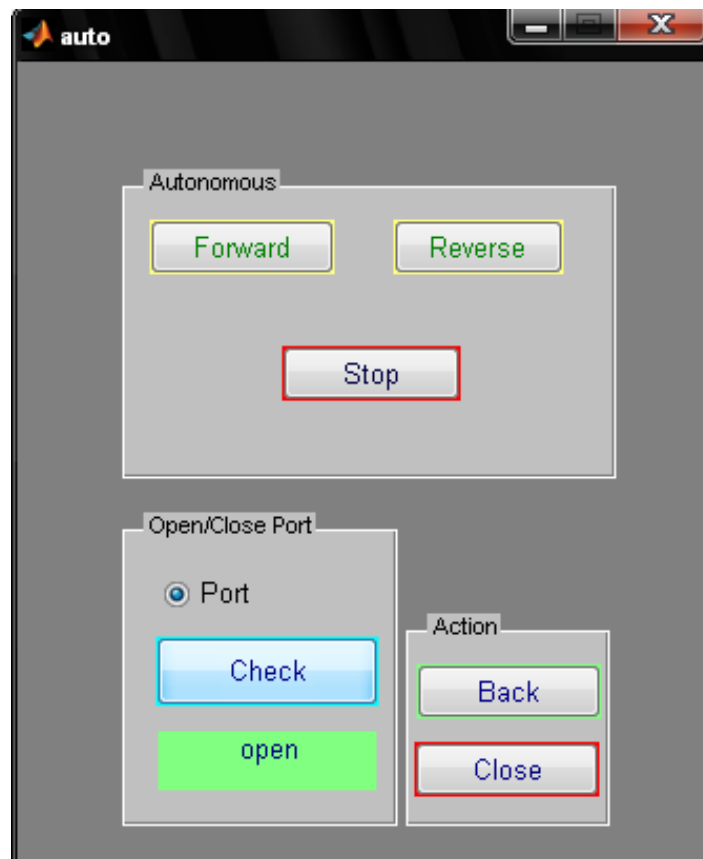 auto
Autonomous
Forward
Reverse
Stop
Open/Close Port
Port
Check
open
Action
Back
Close